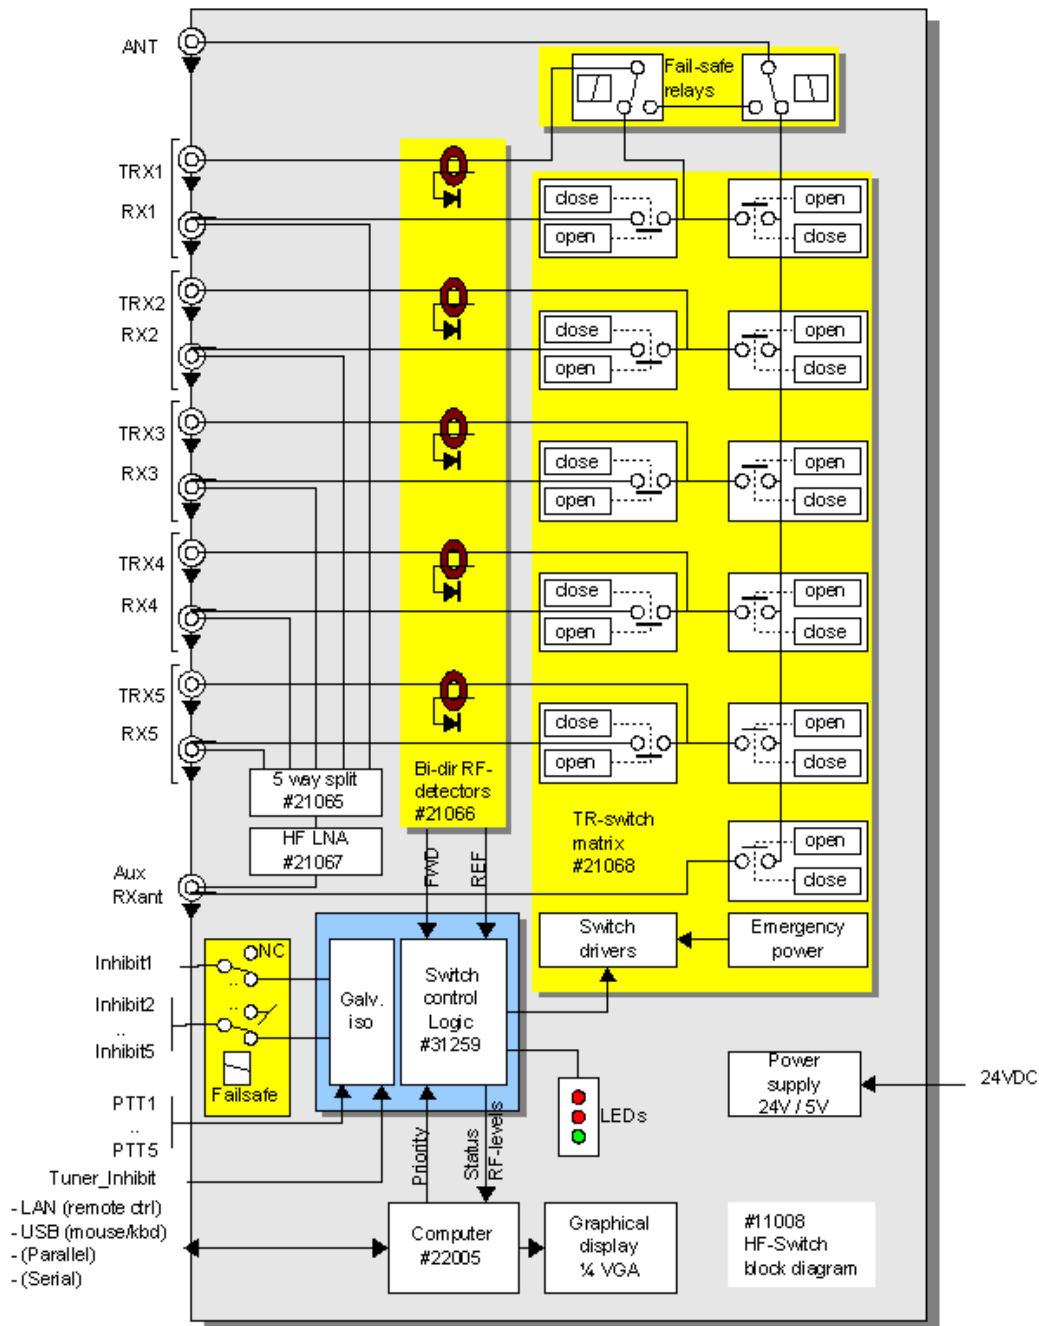 ANT
Fail-safe
relays
TRX1
RX1
close
open
open
close
TRX2
RX2
close
open
open
close
TRX3
RX3
close
open
open
close
TRX4
RX4
close
open
open
close
TRX5
RX5
close
open
open
close
5 way split
#21065
HF LNA
#21067
Bi-dir RF-
detectors
#21066
TR-switch
matrix
#21068
open
close
Aux
RXant
FWD
REF
Switch
drivers
Emergency
power
NC
Inhibit1
..
Inhibit2
..
..
Inhibit5
Failsafe
Galv.
iso
Switch
control
Logic
#31259
Power
supply
24V / 5V
24VDC
LEDs
PTT1
..
PTT5
Tuner_Inhibit
Priority
Status
RF-levels
- LAN (remote ctrl)
- USB (mouse/kbd)
- (Parallel)
- (Serial)
Computer
#22005
Graphical
display
¼ VGA
#11008
HF-Switch
block diagram